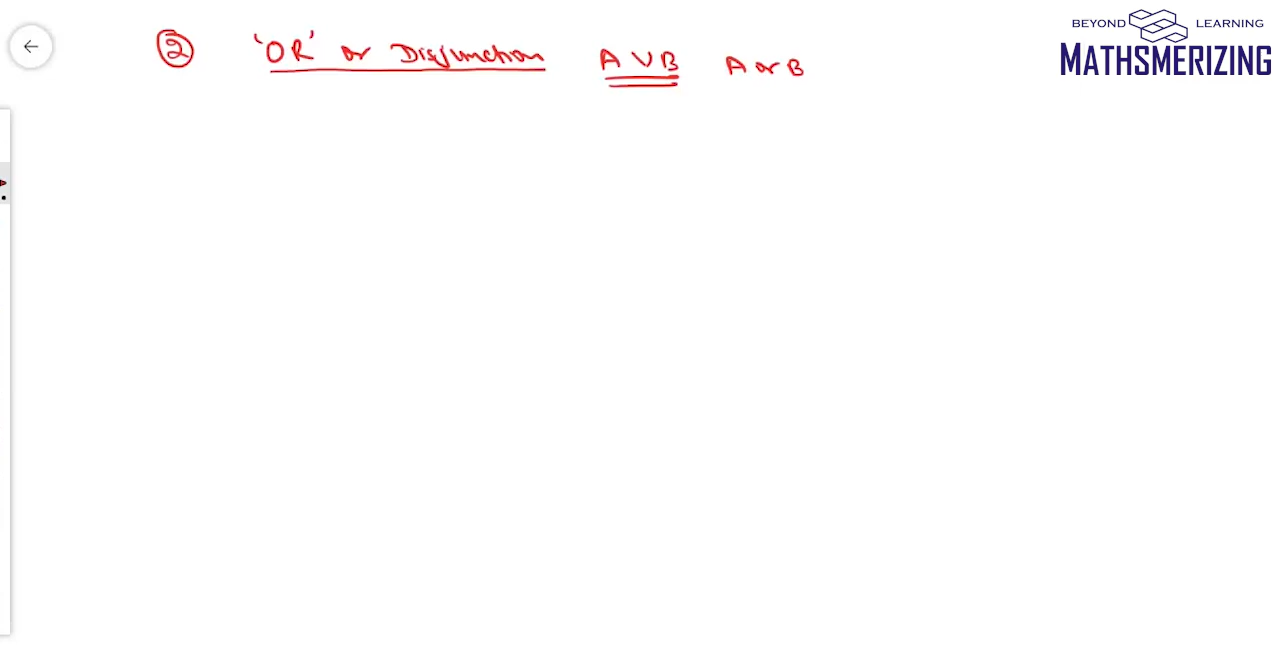 ② 'OR' or Disjunction A ∨ B A or B
BEYOND LEARNING
MATHSMERIZING